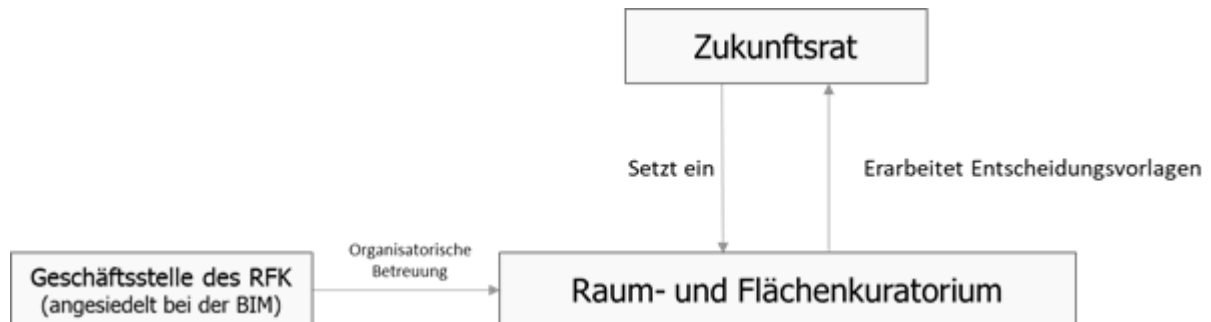 Zukunftsrat
Setzt ein
Erarbeitet Entscheidungsvorlagen
Organisatorische
Betreuung
Geschäftsstelle des RFK
(angesiedelt bei der BIM)
Raum- und Flächenkuratorium